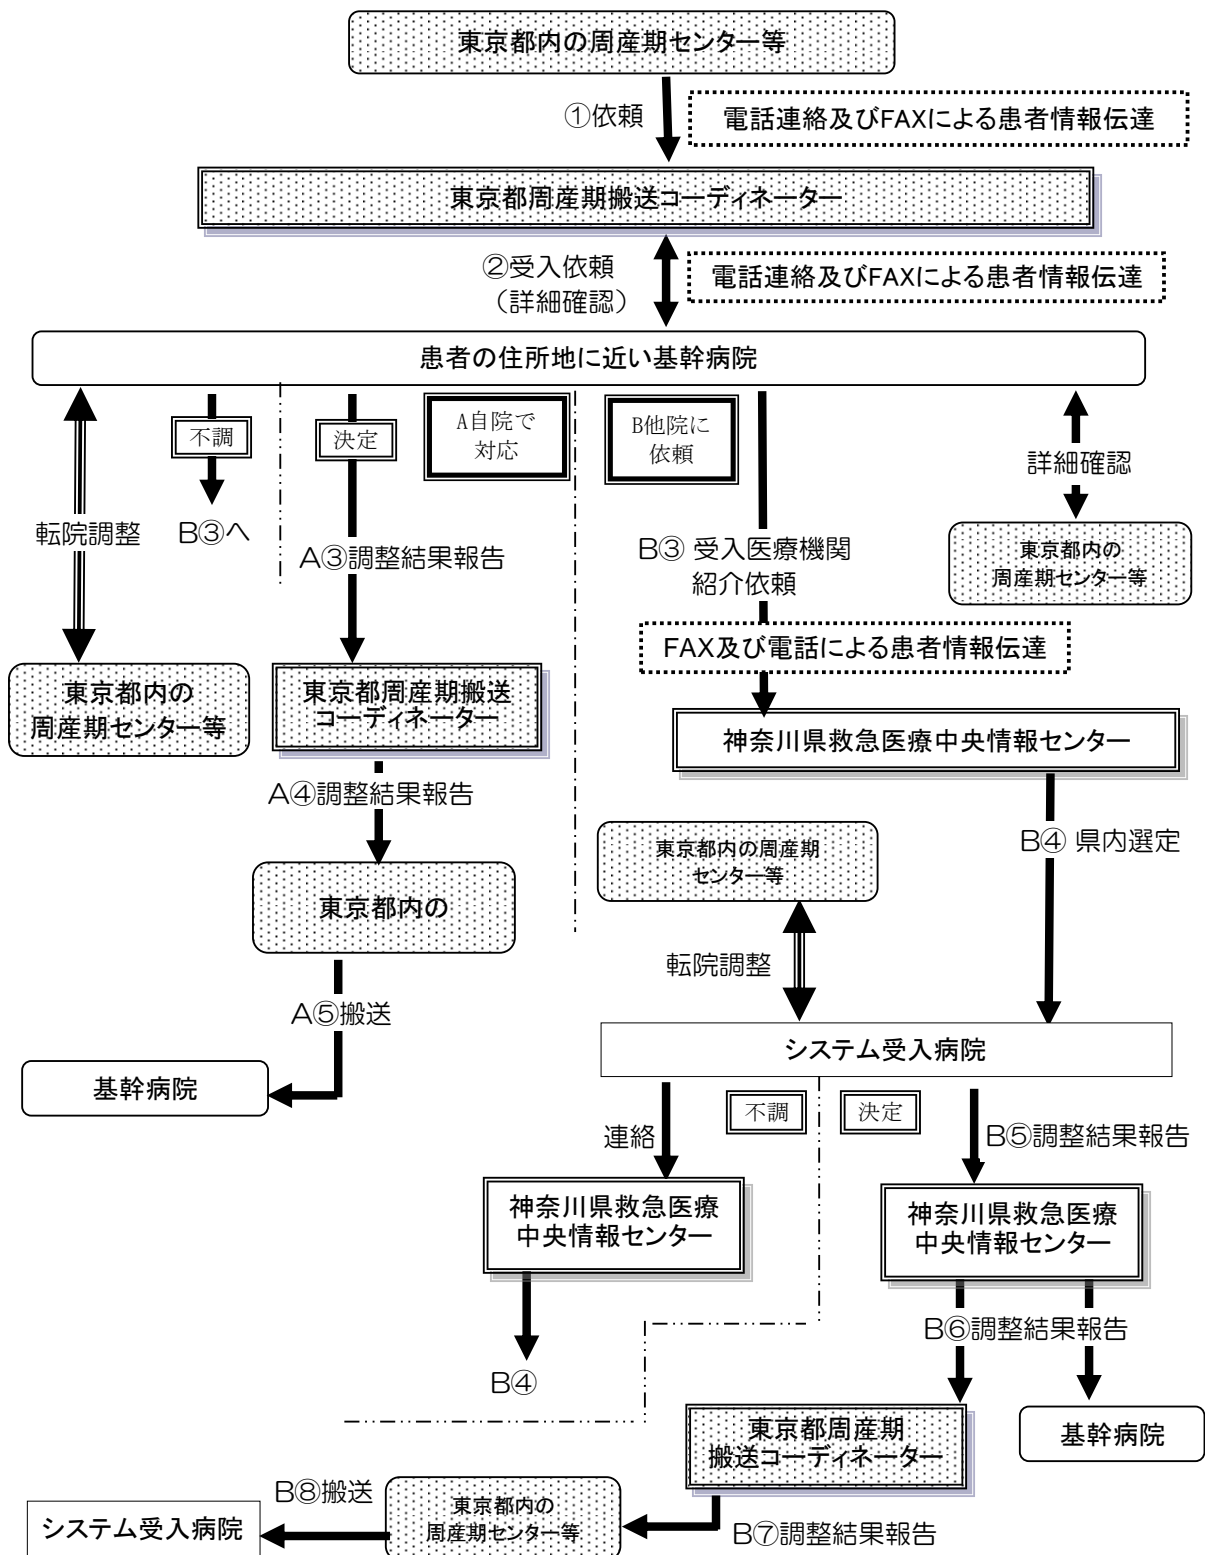 東京都内の周産期センター等
①依頼
電話連絡及びFAXによる患者情報伝達
東京都周産期搬送コーディネーター
②受入依頼
（詳細確認）
電話連絡及びFAXによる患者情報伝達
患者の住所地に近い基幹病院
不調
決定
A自院で
対応
B他院に
依頼
詳細確認
転院調整
B③へ
A③調整結果報告
B③ 受入医療機関
紹介依頼
東京都内の
周産期センター等
FAX及び電話による患者情報伝達
東京都内の
周産期センター等
東京都周産期搬送
コーディネーター
神奈川県救急医療中央情報センター
A④調整結果報告
東京都内の周産期
センター等
B④ 県内選定
東京都内の
転院調整
A⑤搬送
システム受入病院
基幹病院
不調
決定
連絡
B⑤調整結果報告
神奈川県救急医療
中央情報センター
神奈川県救急医療
中央情報センター
B⑥調整結果報告
B④
東京都周産期
搬送コーディネーター
基幹病院
B⑧搬送
システム受入病院
東京都内の
周産期センター等
B⑦調整結果報告